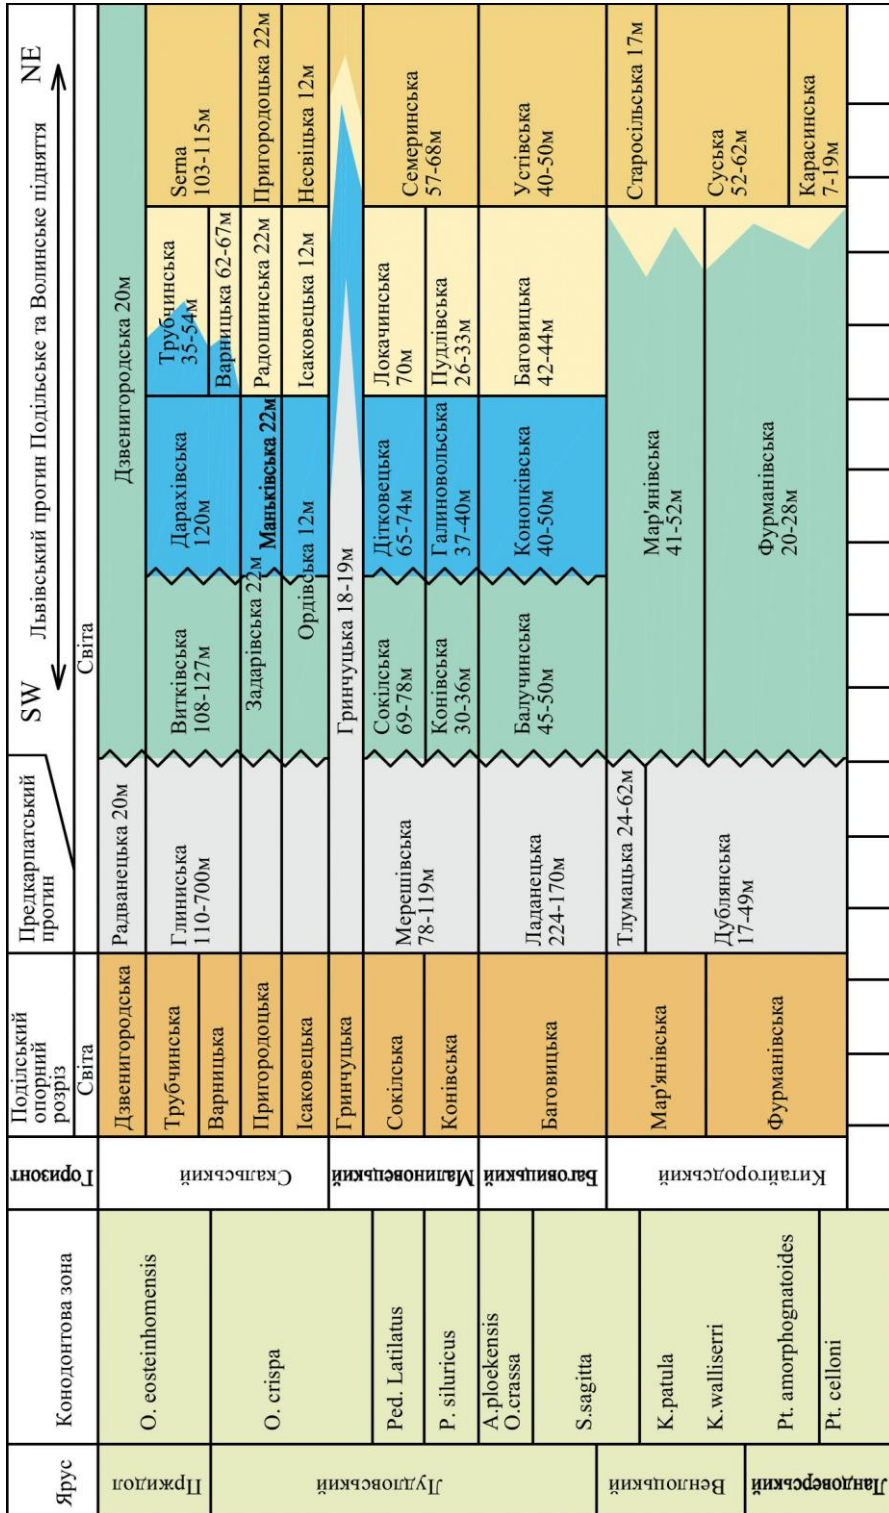 Ярус
Конодонтова зона
Горизонт
Подільський
опорний
розріз
Світа
Предкарпатський
прогин
SW
Львівський прогин Подільське та Волинське підняття
NE
Світа
Пржидол
Лудловський
Венлоцький
Ландоверський
O. eosteinhornensis
O. crispa
Ped. Latilatus
P. siluricus
A.ploekensis
O.crassa
S.sagitta
K.patula
K.walliserri
Pt. amorphognatoides
Pt. celloni
Скальський
Малиновецький
Баговицький
Китайгородський
Дзвенигородська
Трубчинська
Варницька
Пригородоцька
Ісаковецька
Гринчуцька
Сокілська
Конівська
Баговицька
Мар'янівська
Фурманівська
Радванецька 20м
Глиниська
110-700м
Мерешівська
78-119м
Ладанецька
224-170м
Тлумацька 24-62м
Дублянська
17-49м
Дзвенигородська 20м
Витківська
108-127м
Дарахівська
120м
Трубчинська
35-54м
Варницька 62-67м
Serna
103-115м
Задарівська 22м
Маньківська 22м
Радошинська 22м
Пригородоцька 22м
Ордівська 12м
Ісаковецька 12м
Несвіцька 12м
Гринчуцька 18-19м
Сокілська
69-78м
Дітковецька
65-74м
Локачинська
70м
Семеринська
57-68м
Конівська
30-36м
Галиновольська
37-40м
Пудлівська
26-33м
Балучинська
45-50м
Конопківська
40-50м
Баговицька
42-44м
Устівська
40-50м
Мар'янівська
41-52м
Старосільська 17м
Суська
52-62м
Фурманівська
20-28м
Карасинська
7-19м